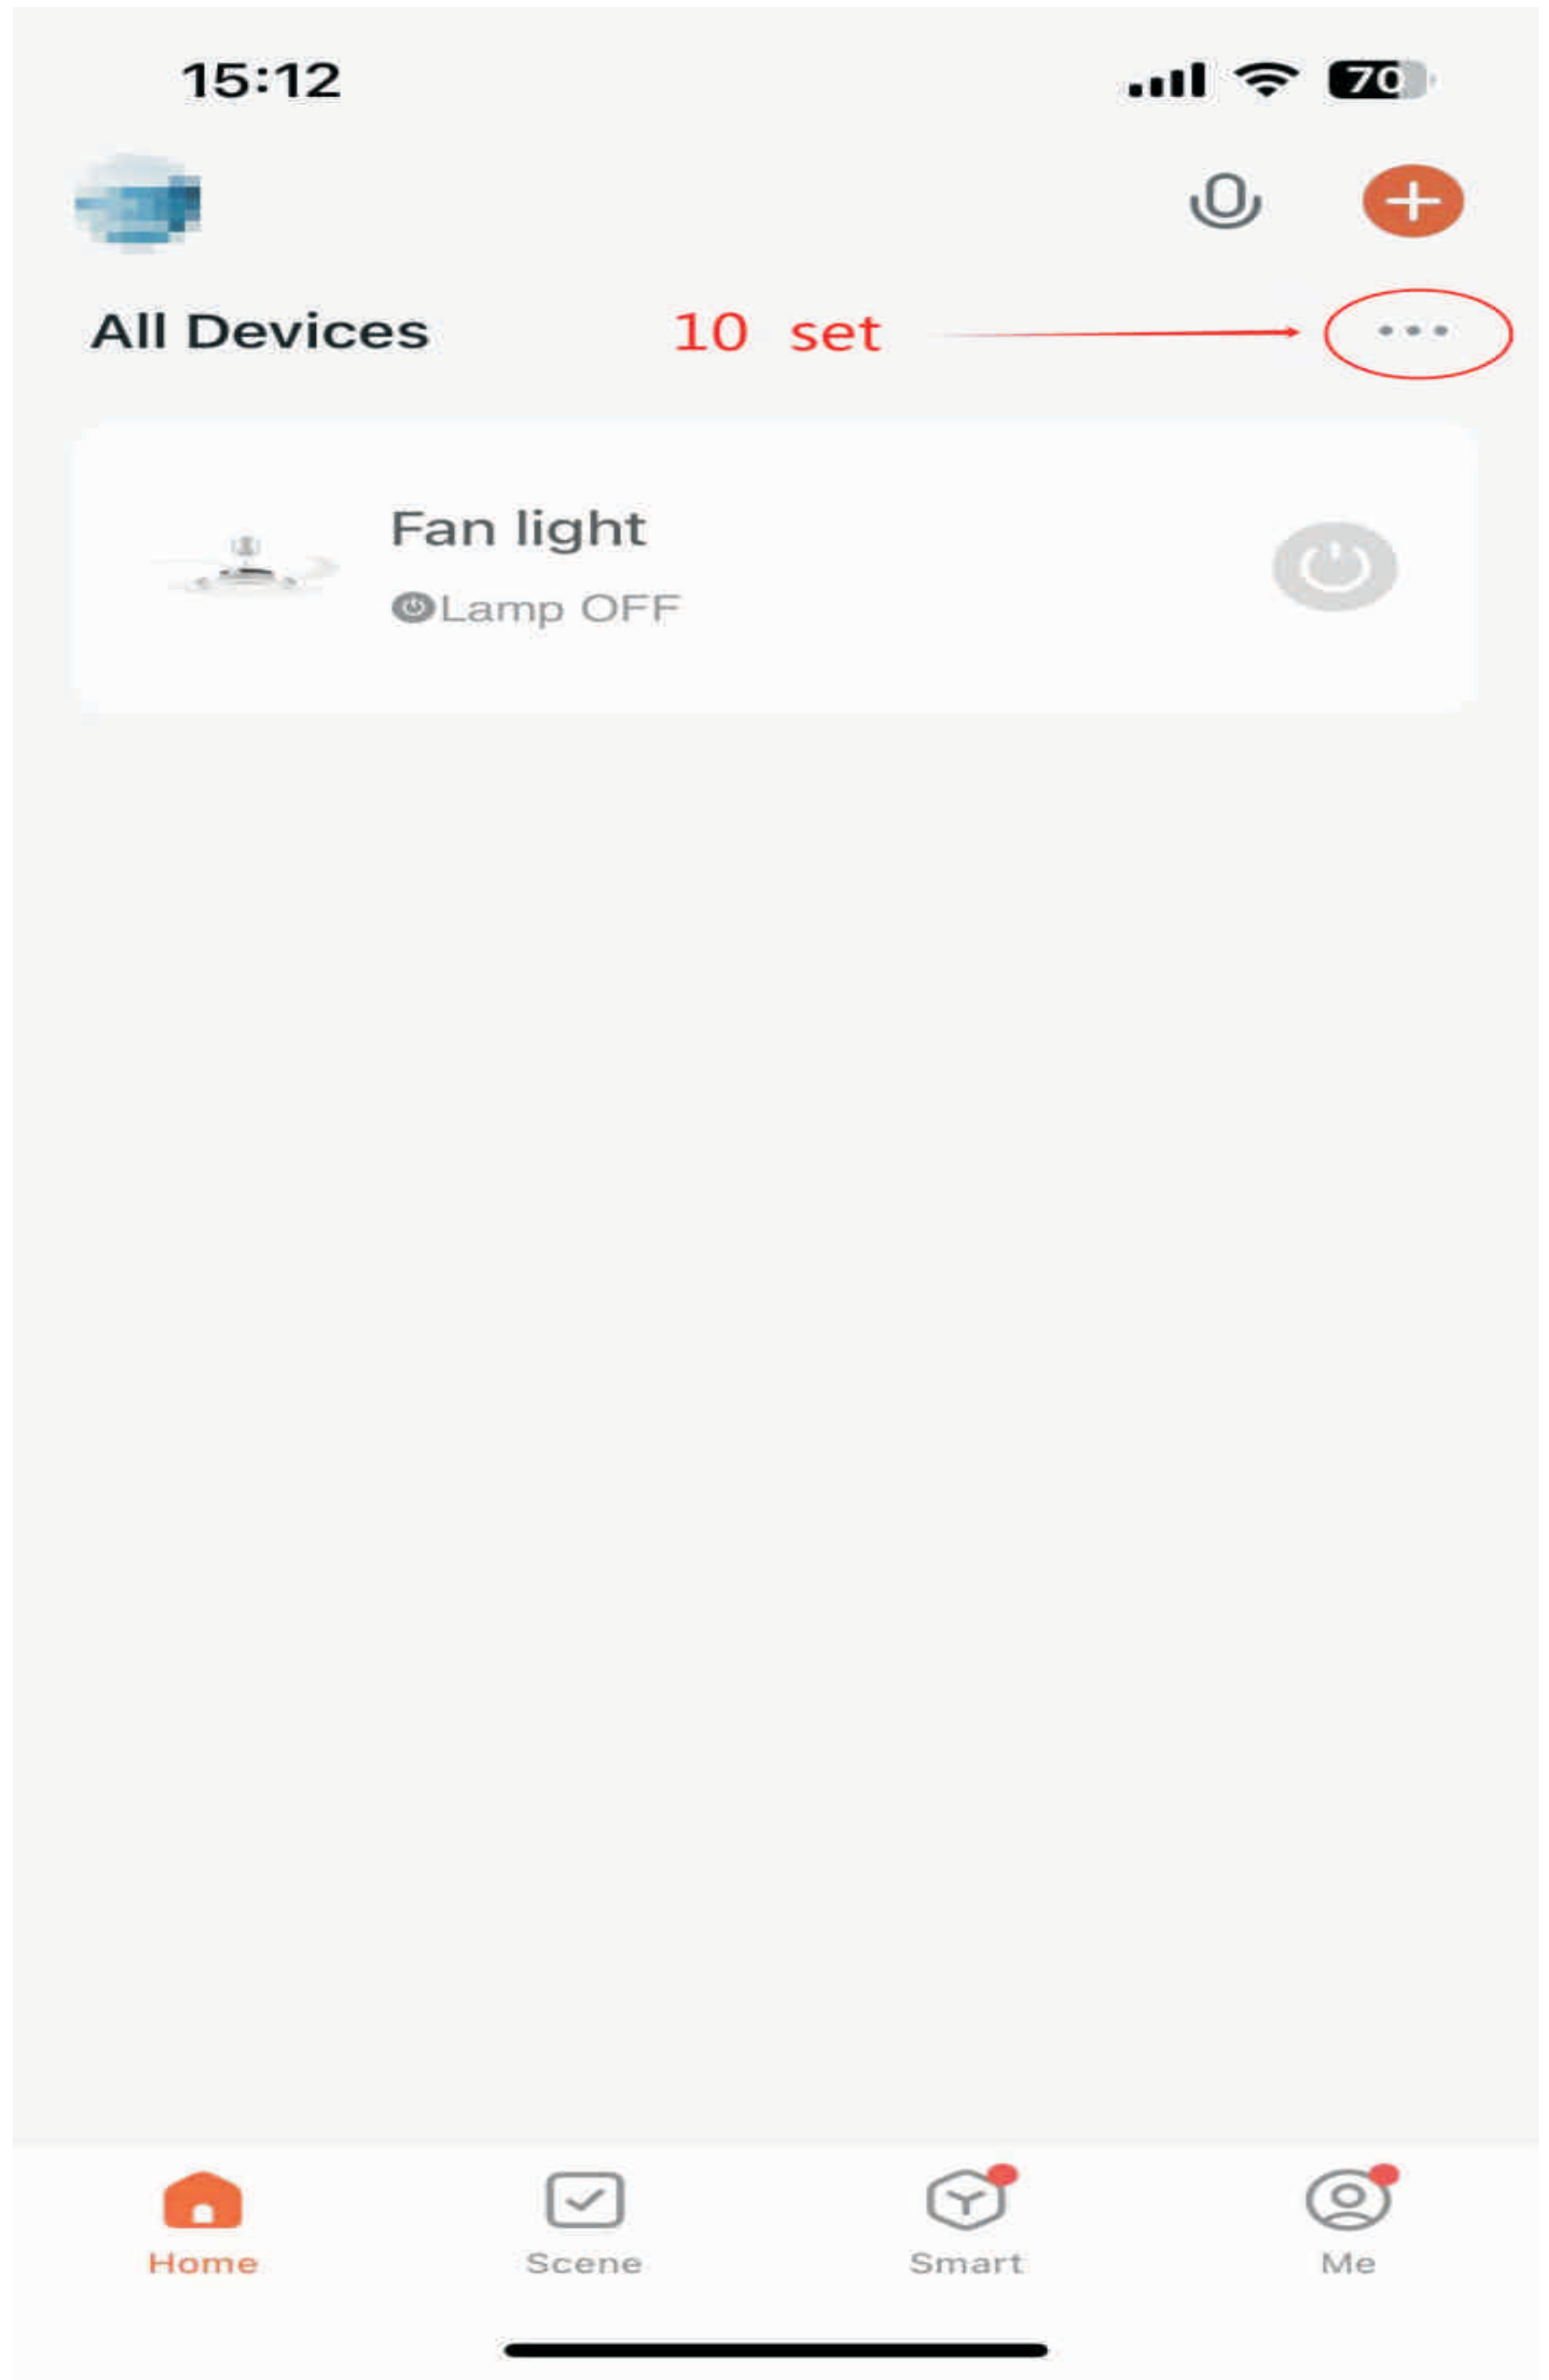 15:12
70
All Devices
10 set
Fan light
Lamp OFF
Home
Scene
Smart
Me